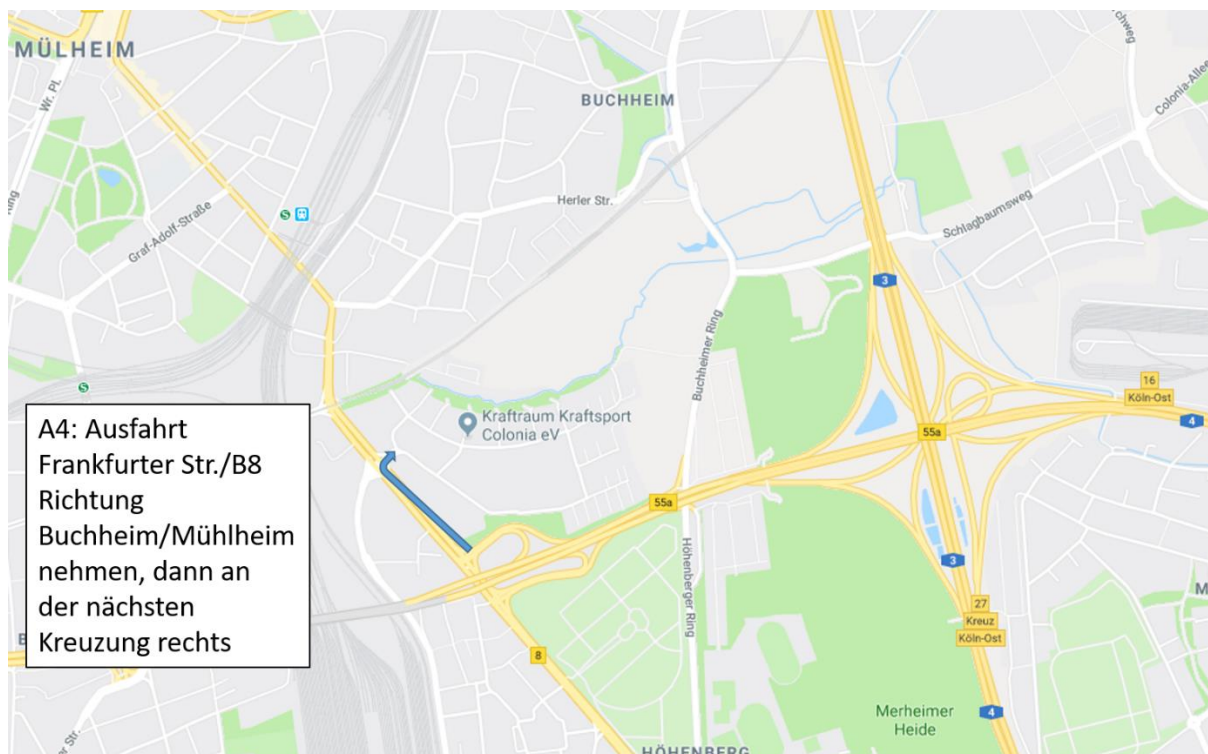 MÜLHEIM
Wr. Pl.
BUCHHEIM
Colonia-Allee
Graf-Adolf-Straße
S
Herler Str.
Schlagbaumsweg
3
Buchheimer Ring
S
16
Köln-Ost
4
Kraftraum Kraftsport
Colonia eV
55a
55a
A4: Ausfahrt
Frankfurter Str./B8
Richtung
Buchheim/Mühlheim
nehmen, dann an
der nächsten
Kreuzung rechts
Höhenberger Ring
3
27
Kreuz
Köln-Ost
8
4
Merheimer
Heide
HÖHENBERG